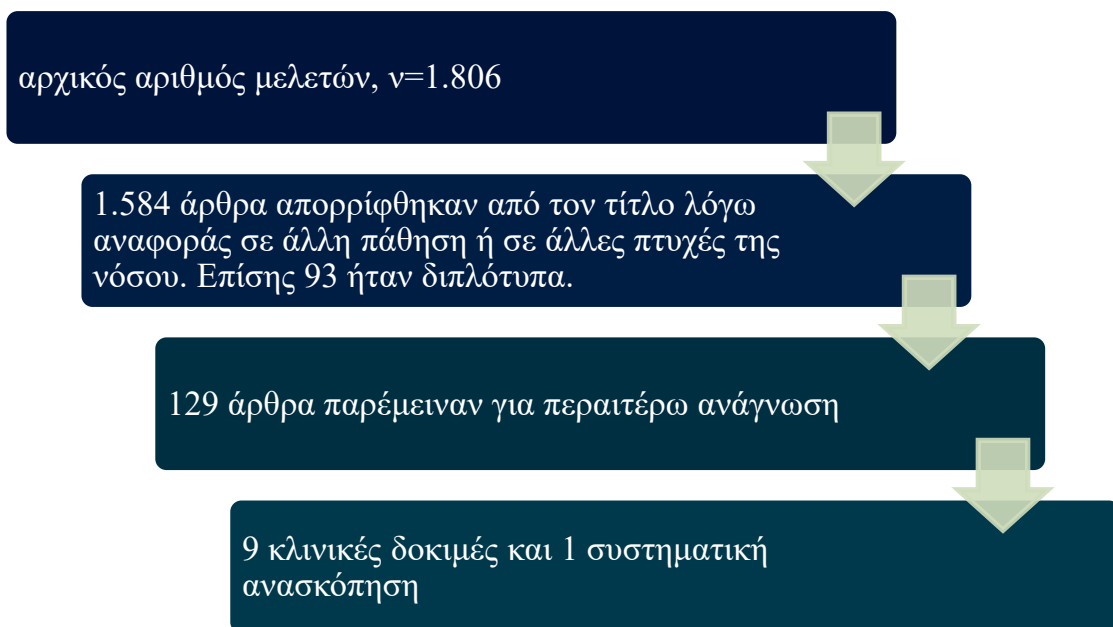 αρχικός αριθμός μελετών, ν=1.806
1.584 άρθρα απορρίφθηκαν από τον τίτλο λόγω
αναφοράς σε άλλη πάθηση ή σε άλλες πτυχές της
νόσου. Επίσης 93 ήταν διπλότυπα.
129 άρθρα παρέμειναν για περαιτέρω ανάγνωση
9 κλινικές δοκιμές και 1 συστηματική
ανασκόπηση